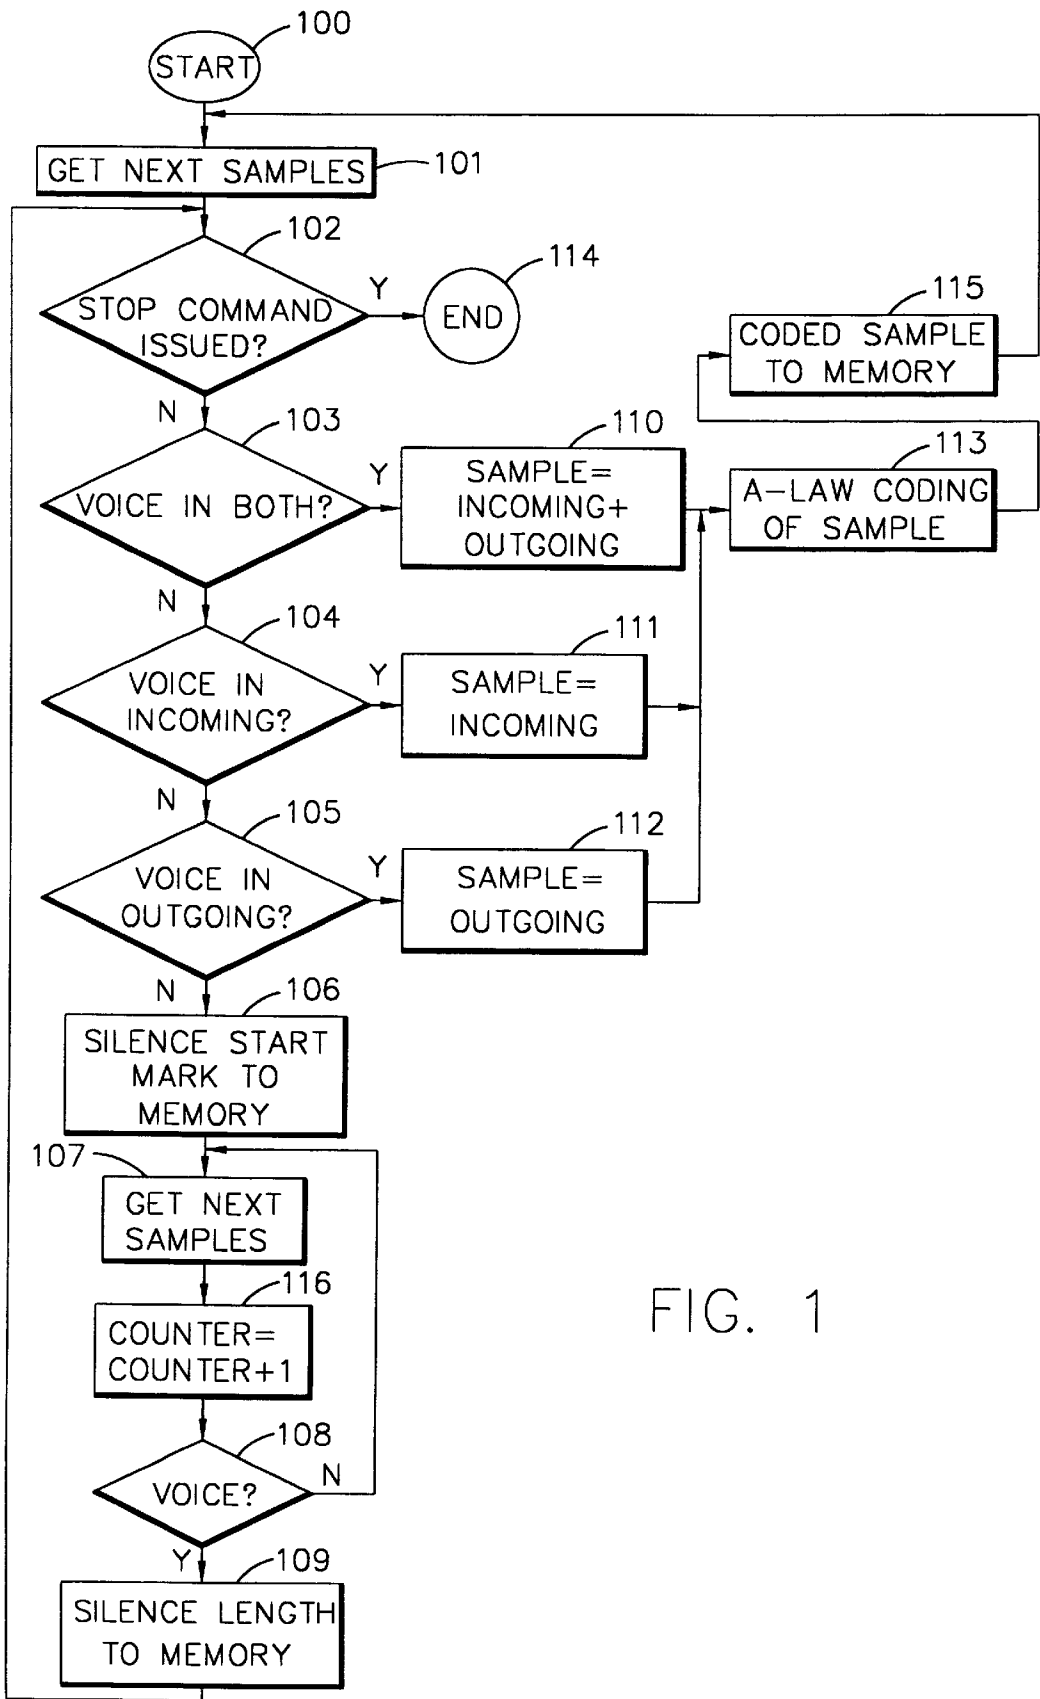 100
START
GET NEXT SAMPLES
101
102
STOP COMMAND
ISSUED?
Y
END
114
N
103
VOICE IN BOTH?
Y
110
SAMPLE=
INCOMING+
OUTGOING
115
CODED SAMPLE
TO MEMORY
113
A-LAW CODING
OF SAMPLE
N
104
VOICE IN
INCOMING?
Y
111
SAMPLE=
INCOMING
N
105
VOICE IN
OUTGOING?
Y
112
SAMPLE=
OUTGOING
N
106
SILENCE START
MARK TO
MEMORY
107
GET NEXT
SAMPLES
116
COUNTER=
COUNTER+1
108
VOICE?
N
Y
109
SILENCE LENGTH
TO MEMORY
FIG. 1